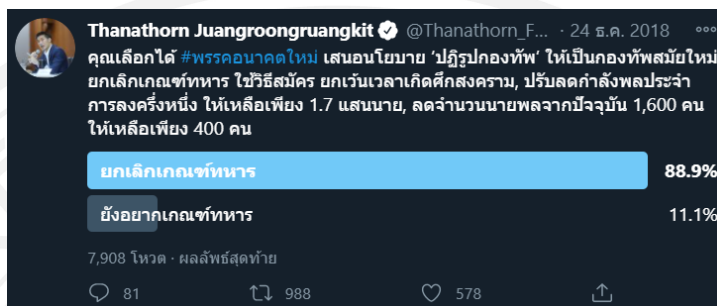 Thanathorn Juangroongruangkit @Thanathorn_F... · 24 ธ.ค. 2018
คุณเลือกได้ #พรรคอนาคตใหม่ เสนอนโยบาย ‘ปฏิรูปกองทัพ’ ให้เป็นกองทัพสมัยใหม่
ยกเลิกเกณฑ์ทหาร ใช้วิธีสมัคร ยกเว้นเวลาเกิดศึกสงคราม, ปรับลดกำลังพลประจำ
การลงครึ่งหนึ่ง ให้เหลือเพียง 1.7 แสนนาย, ลดจำนวนนายพลจากปัจจุบัน 1,600 คน
ให้เหลือเพียง 400 คน
ยกเลิกเกณฑ์ทหาร 88.9%
ยังอยากเกณฑ์ทหาร 11.1%
7,908 โหวต · ผลลัพธ์สุดท้าย
81 988 578